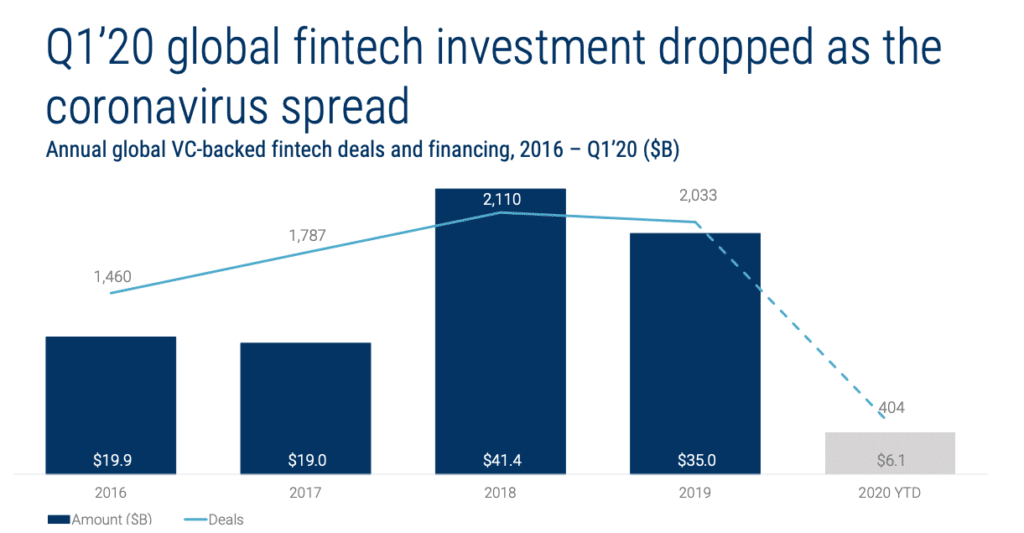 Q1’20 global fintech investment dropped as the
coronavirus spread
Annual global VC-backed fintech deals and financing, 2016 – Q1’20 ($B)
2,110
2,033
1,787
1,460
404
$19.9
$19.0
$41.4
$35.0
$6.1
2016
2017
2018
2019
2020 YTD
Amount ($B)
Deals